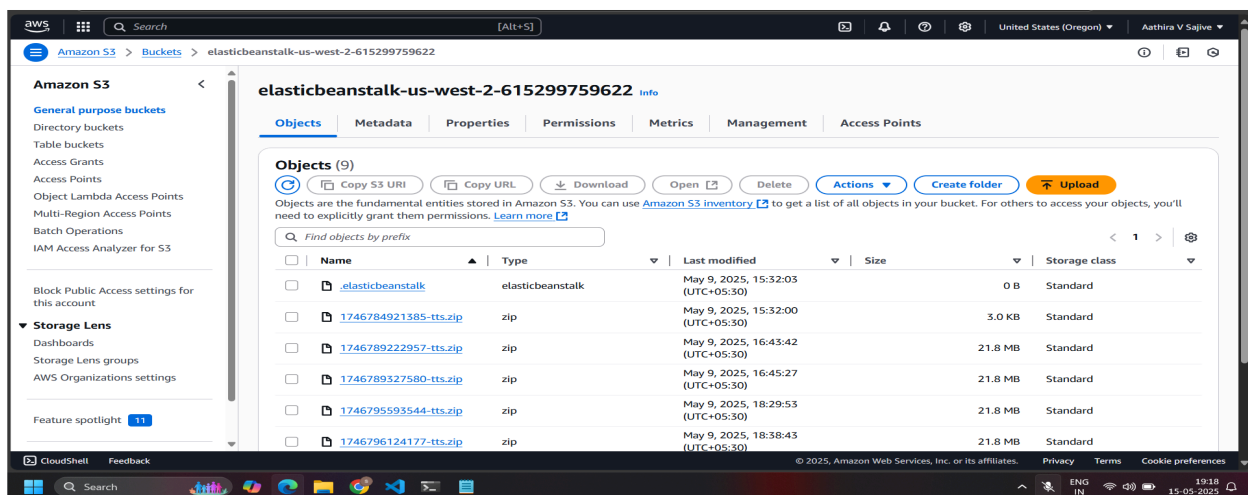 aws
Search
[Alt+S]
United States (Oregon)
Aathira V Sajive
Amazon S3 > Buckets > elasticbeanstalk-us-west-2-615299759622
Amazon S3
General purpose buckets
Directory buckets
Table buckets
Access Grants
Access Points
Object Lambda Access Points
Multi-Region Access Points
Batch Operations
IAM Access Analyzer for S3
Block Public Access settings for
this account
Storage Lens
Dashboards
Storage Lens groups
AWS Organizations settings
Feature spotlight 11
elasticbeanstalk-us-west-2-615299759622 Info
Objects Metadata Properties Permissions Metrics Management Access Points
Objects (9)
Copy S3 URI Copy URL Download Open Delete Actions Create folder Upload
Objects are the fundamental entities stored in Amazon S3. You can use Amazon S3 inventory to get a list of all objects in your bucket. For others to access your objects, you'll
need to explicitly grant them permissions. Learn more
Find objects by prefix
1
Name Type Last modified Size Storage class
.elasticbeanstalk elasticbeanstalk May 9, 2025, 15:32:03 (UTC+05:30) 0 B Standard
1746784921385-tts.zip zip May 9, 2025, 15:32:00 (UTC+05:30) 3.0 KB Standard
1746789222957-tts.zip zip May 9, 2025, 16:43:42 (UTC+05:30) 21.8 MB Standard
1746789327580-tts.zip zip May 9, 2025, 16:45:27 (UTC+05:30) 21.8 MB Standard
1746795593544-tts.zip zip May 9, 2025, 18:29:53 (UTC+05:30) 21.8 MB Standard
1746796124177-tts.zip zip May 9, 2025, 18:38:43 (UTC+05:30) 21.8 MB Standard
CloudShell Feedback © 2025, Amazon Web Services, Inc. or its affiliates. Privacy Terms Cookie preferences
Search
ENG
IN
19:18
15-05-2025